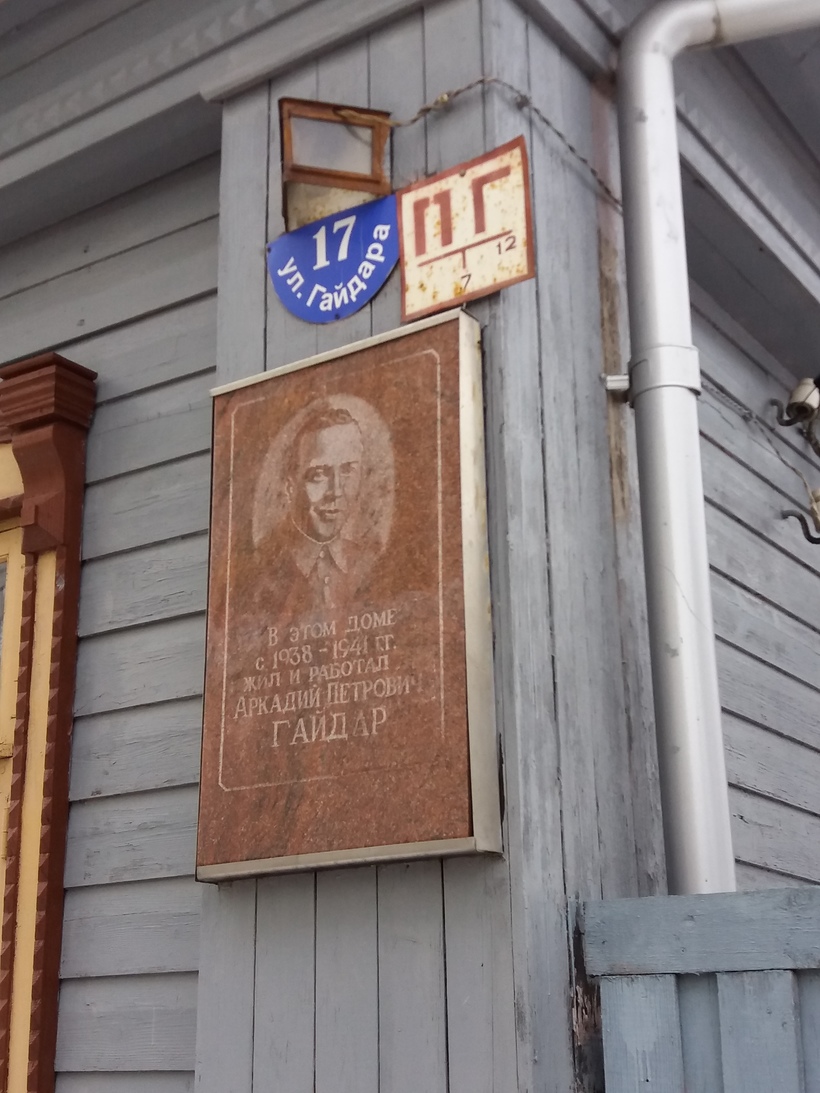 17
ул. Гайдара
ПГ
7
12
В ЭТОМ ДОМЕ
С 1938 - 1941 ГГ.
ЖИЛ И РАБОТАЛ
АРКАДИЙ ПЕТРОВИЧ
ГАЙДАР